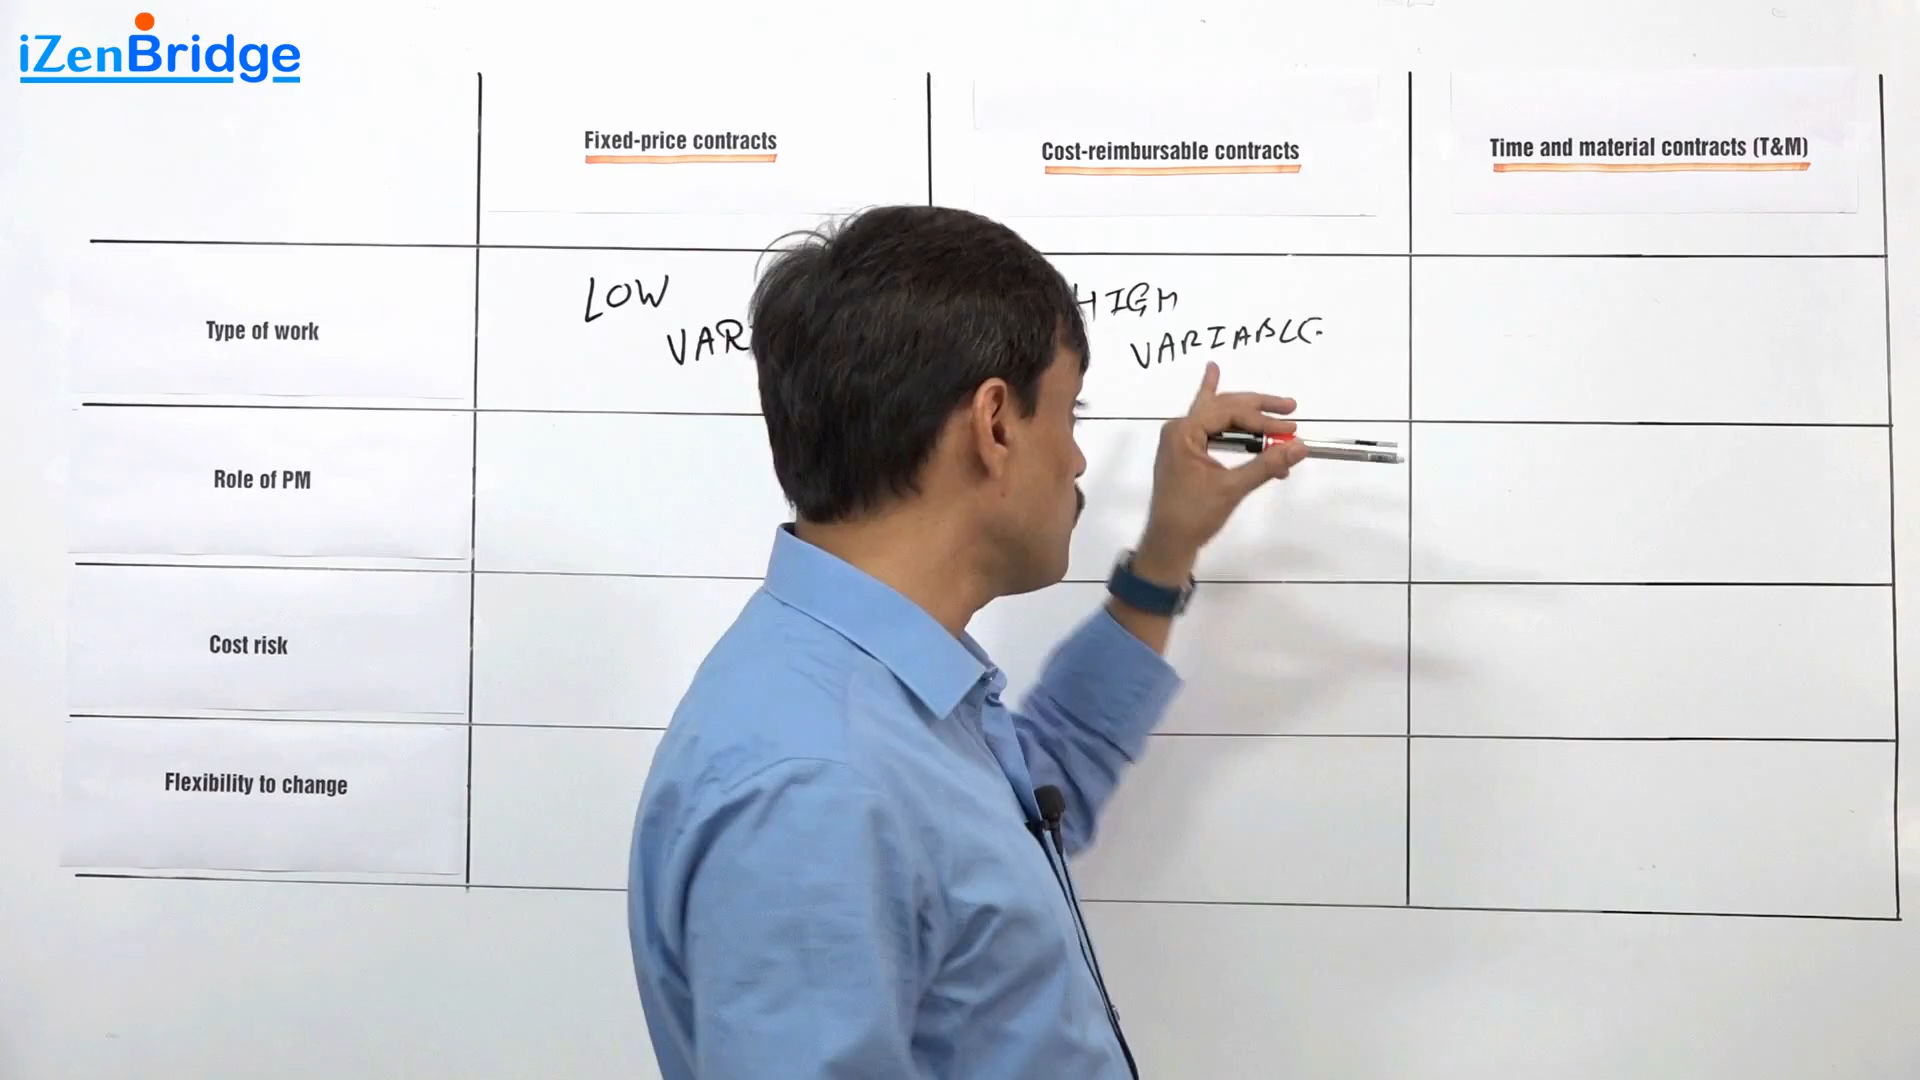 iZenBridge
Fixed-price contracts
Cost-reimbursable contracts
Time and material contracts (T&M)
Type of work
LOW
HIGH
VARIABLE
Role of PM
Cost risk
Flexibility to change